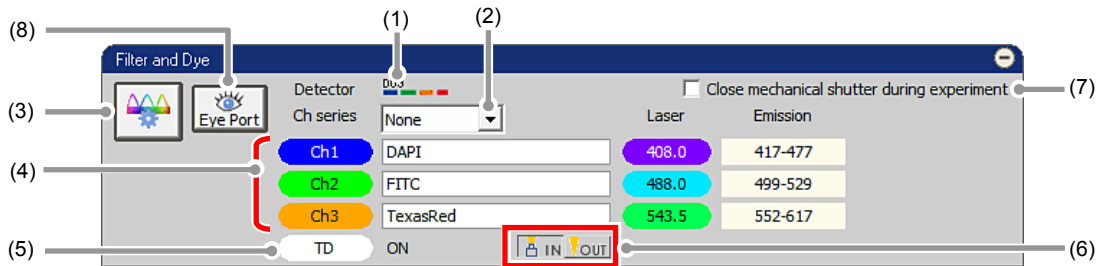 (1) (2)
(8)
Filter and Dye
Detector DU3 Close mechanical shutter during experiment (7)
(3) Eye Port Ch series None Laser Emission
Ch1 DAPI 408.0 417-477
(4) Ch2 FITC 488.0 499-529
Ch3 TexasRed 543.5 552-617
(5) TD ON IN OUT (6)